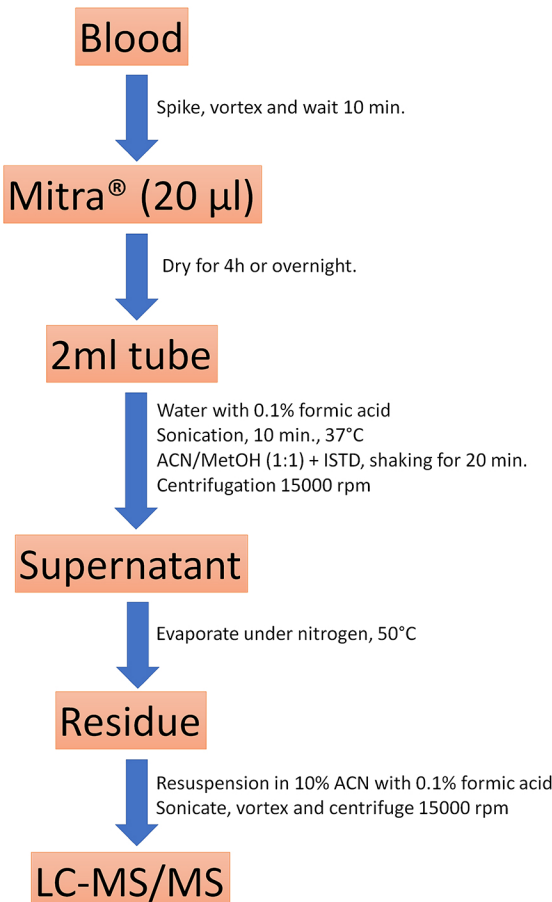 Blood
Spike, vortex and wait 10 min.
Mitra® (20 µl)
Dry for 4h or overnight.
2ml tube
Water with 0.1% formic acid
Sonication, 10 min., 37°C
ACN/MetOH (1:1) + ISTD, shaking for 20 min.
Centrifugation 15000 rpm
Supernatant
Evaporate under nitrogen, 50°C
Residue
Resuspension in 10% ACN with 0.1% formic acid
Sonicate, vortex and centrifuge 15000 rpm
LC-MS/MS